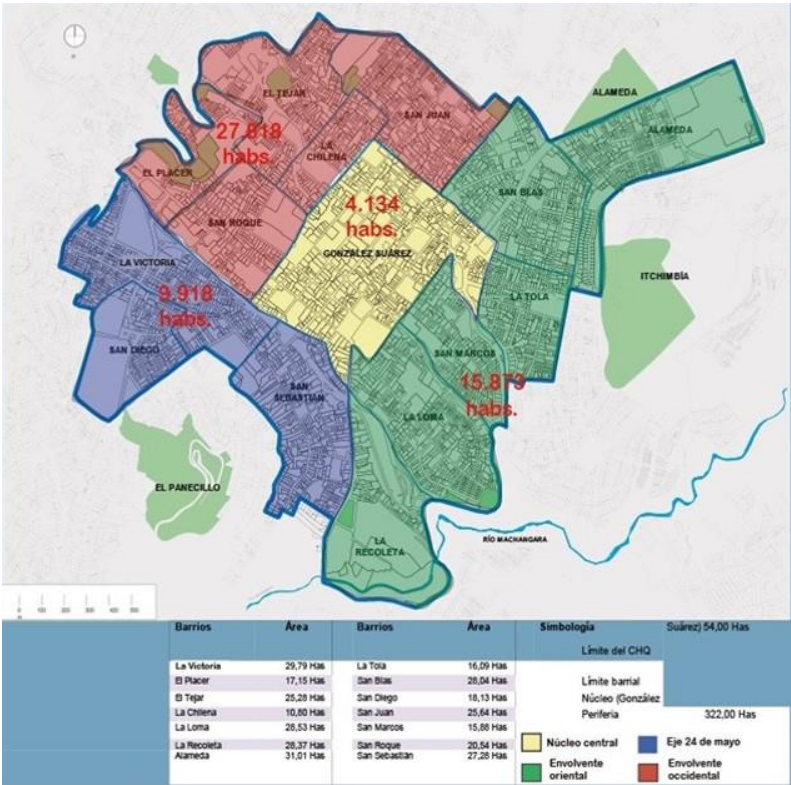 ALAMEDA
EL TEJAR
SAN JUAN
ALAMEDA
27.818
habs.
LA
CHILENA
EL PLACER
SAN BLAS
4.134
habs.
SAN ROQUE
GONZÁLEZ SUÁREZ
LA VICTORIA
ITCHIMBÍA
9.918
habs.
LA TOLA
SAN DIEGO
SAN MARCOS
15.873
habs.
SAN
SEBASTIÁN
LA LOMA
EL PANECILLO
LA
RECOLETA
RÍO MACHANGARA
0 100 200 300 400 500
Barrios Área Barrios Área Simbología Suárez) 54,00 Has
Límite del CHQ
La Victoria 29,79 Has La Tola 16,09 Has
El Placer 17,15 Has San Blas 28,04 Has Límite barrial
El Tejar 25,28 Has San Diego 18,13 Has Núcleo (González
La Chilena 10,80 Has San Juan 25,64 Has Periferia 322,00 Has
La Loma 28,53 Has San Marcos 15,88 Has
La Recoleta 28,37 Has San Roque 20,54 Has
Alameda 31,01 Has San Sebastián 27,28 Has
Núcleo central Eje 24 de mayo
Envolvente
oriental
Envolvente
occidental